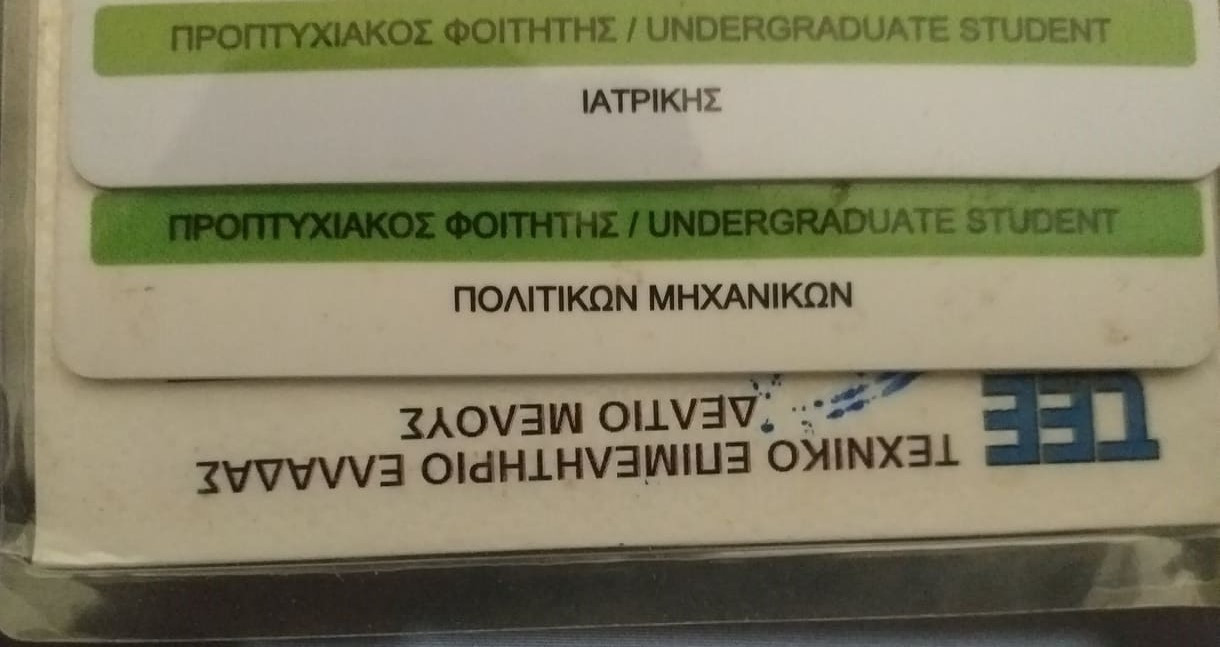 ΠΡΟΠΤΥΧΙΑΚΟΣ ΦΟΙΤΗΤΗΣ / UNDERGRADUATE STUDENT
ΙΑΤΡΙΚΗΣ
ΠΡΟΠΤΥΧΙΑΚΟΣ ΦΟΙΤΗΤΗΣ / UNDERGRADUATE STUDENT
ΠΟΛΙΤΙΚΩΝ ΜΗΧΑΝΙΚΩΝ
ΤΕΕ
ΤΕΧΝΙΚΟ ΕΠΙΜΕΛΗΤΗΡΙΟ ΕΛΛΑΔΑΣ
ΔΕΛΤΙΟ ΜΕΛΟΥΣ